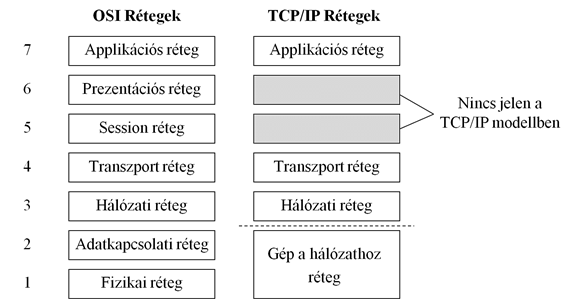 OSI Rétegek TCP/IP Rétegek
7 Applikációs réteg Applikációs réteg
6 Prezentációs réteg
Nincs jelen a
TCP/IP modellben
5 Session réteg
4 Transzport réteg Transzport réteg
3 Hálózati réteg Hálózati réteg
2 Adatkapcsolati réteg
Gép a hálózathoz
réteg
1 Fizikai réteg